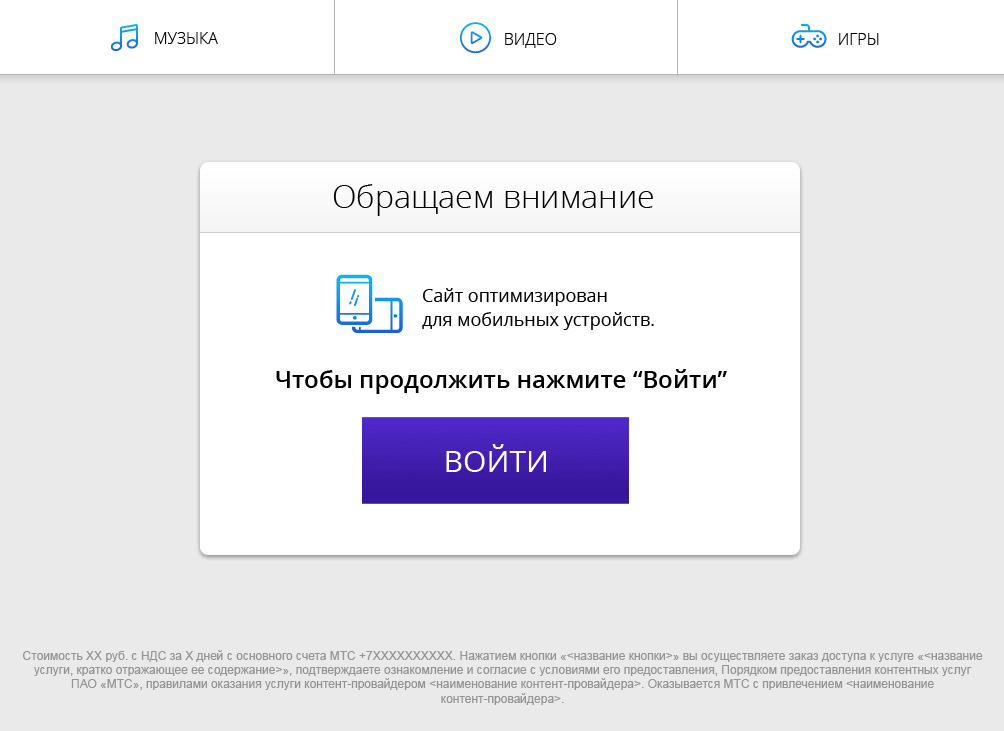 МУЗЫКА
ВИДЕО
ИГРЫ
Обращаем внимание
Сайт оптимизирован
для мобильных устройств.
Чтобы продолжить нажмите “Войти”
ВОЙТИ
Стоимость XX руб. с НДС за X дней с основного счета МТС +7XXXXXXXXXX. Нажатием кнопки «<название кнопки>» вы осуществляете заказ доступа к услуге «<название
услуги, кратко отражающее ее содержание>», подтверждаете ознакомление и согласие с условиями его предоставления, Порядком предоставления контентных услуг
ПАО «МТС», правилами оказания услуги контент-провайдером <наименование контент-провайдера>. Оказывается МТС с привлечением <наименование
контент-провайдера>.